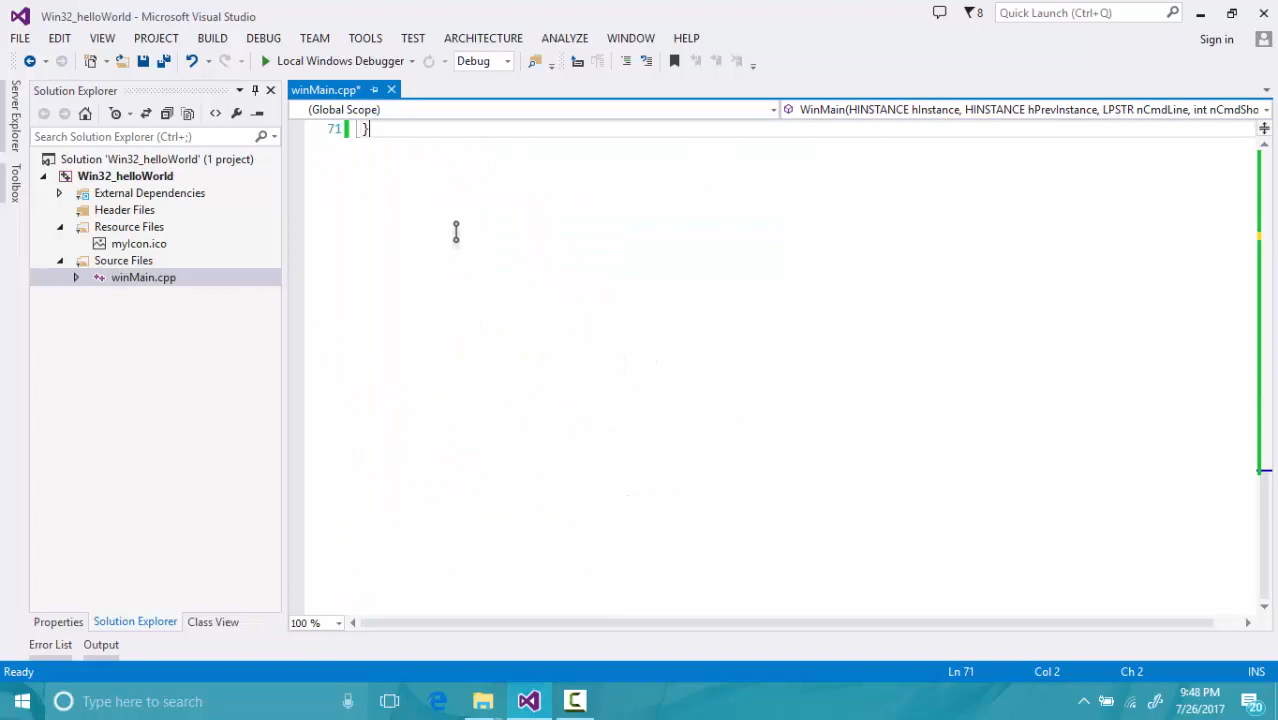 Win32_helloWorld - Microsoft Visual Studio
8
Quick Launch (Ctrl+Q)
FILE EDIT VIEW PROJECT BUILD DEBUG TEAM TOOLS TEST ARCHITECTURE ANALYZE WINDOW HELP
Sign in
Local Windows Debugger
Debug
Server Explorer
Toolbox
Solution Explorer
Search Solution Explorer (Ctrl+;)
Solution 'Win32_helloWorld' (1 project)
Win32_helloWorld
External Dependencies
Header Files
Resource Files
myIcon.ico
Source Files
winMain.cpp
Properties Solution Explorer Class View
winMain.cpp*
(Global Scope)
WinMain(HINSTANCE hInstance, HINSTANCE hPrevInstance, LPSTR nCmdLine, int nCmdSho
71 }
100 %
Error List Output
Ready
Ln 71 Col 2 Ch 2 INS
Type here to search
9:48 PM
7/26/2017
20